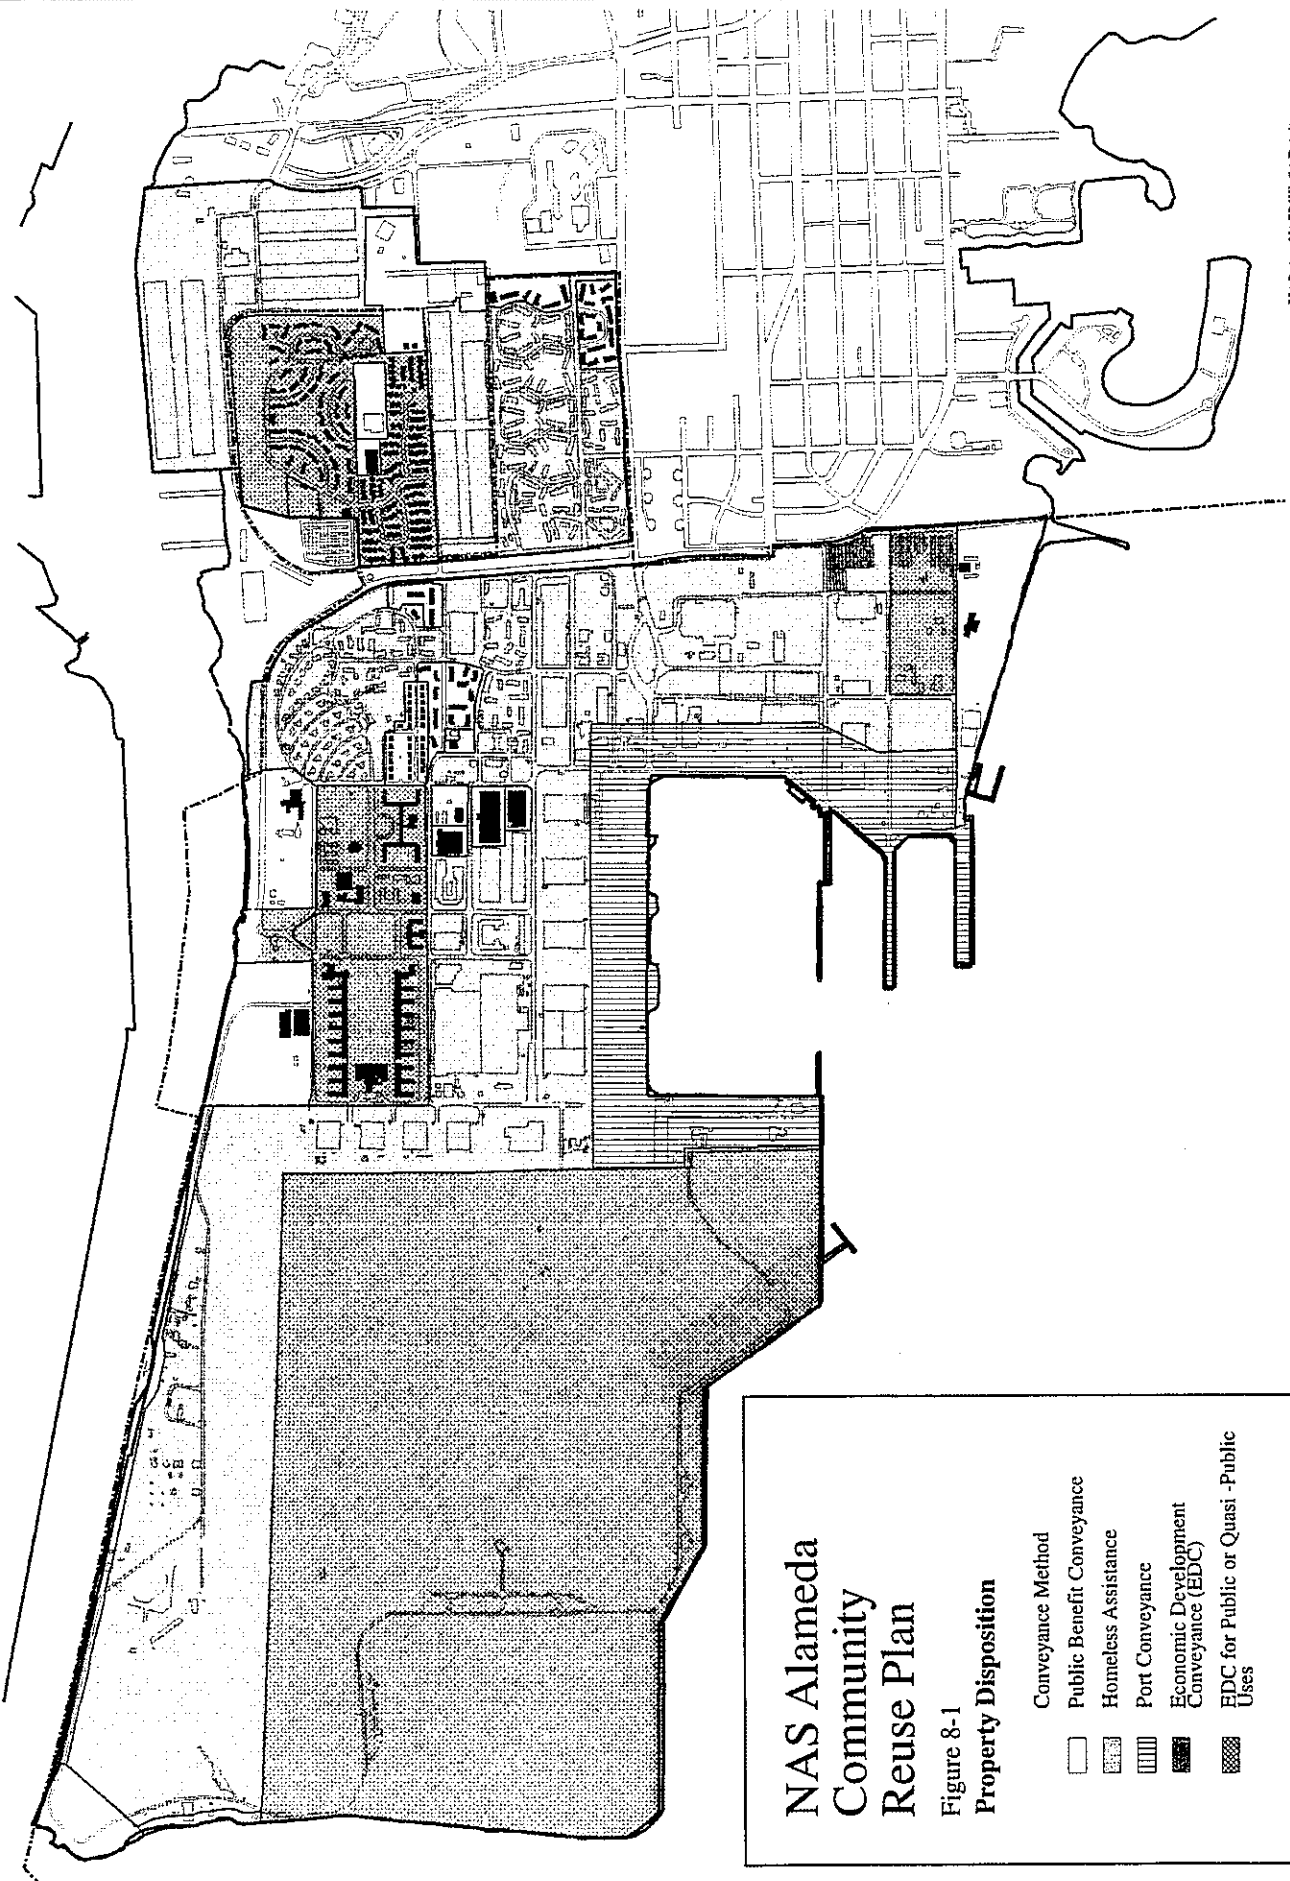 NAS Alameda
Community
Reuse Plan
Figure 8-1
Property Disposition
Conveyance Method
Public Benefit Conveyance
Homeless Assistance
Port Conveyance
Economic Development
Conveyance (EDC)
EDC for Public or Quasi -Public
Uses